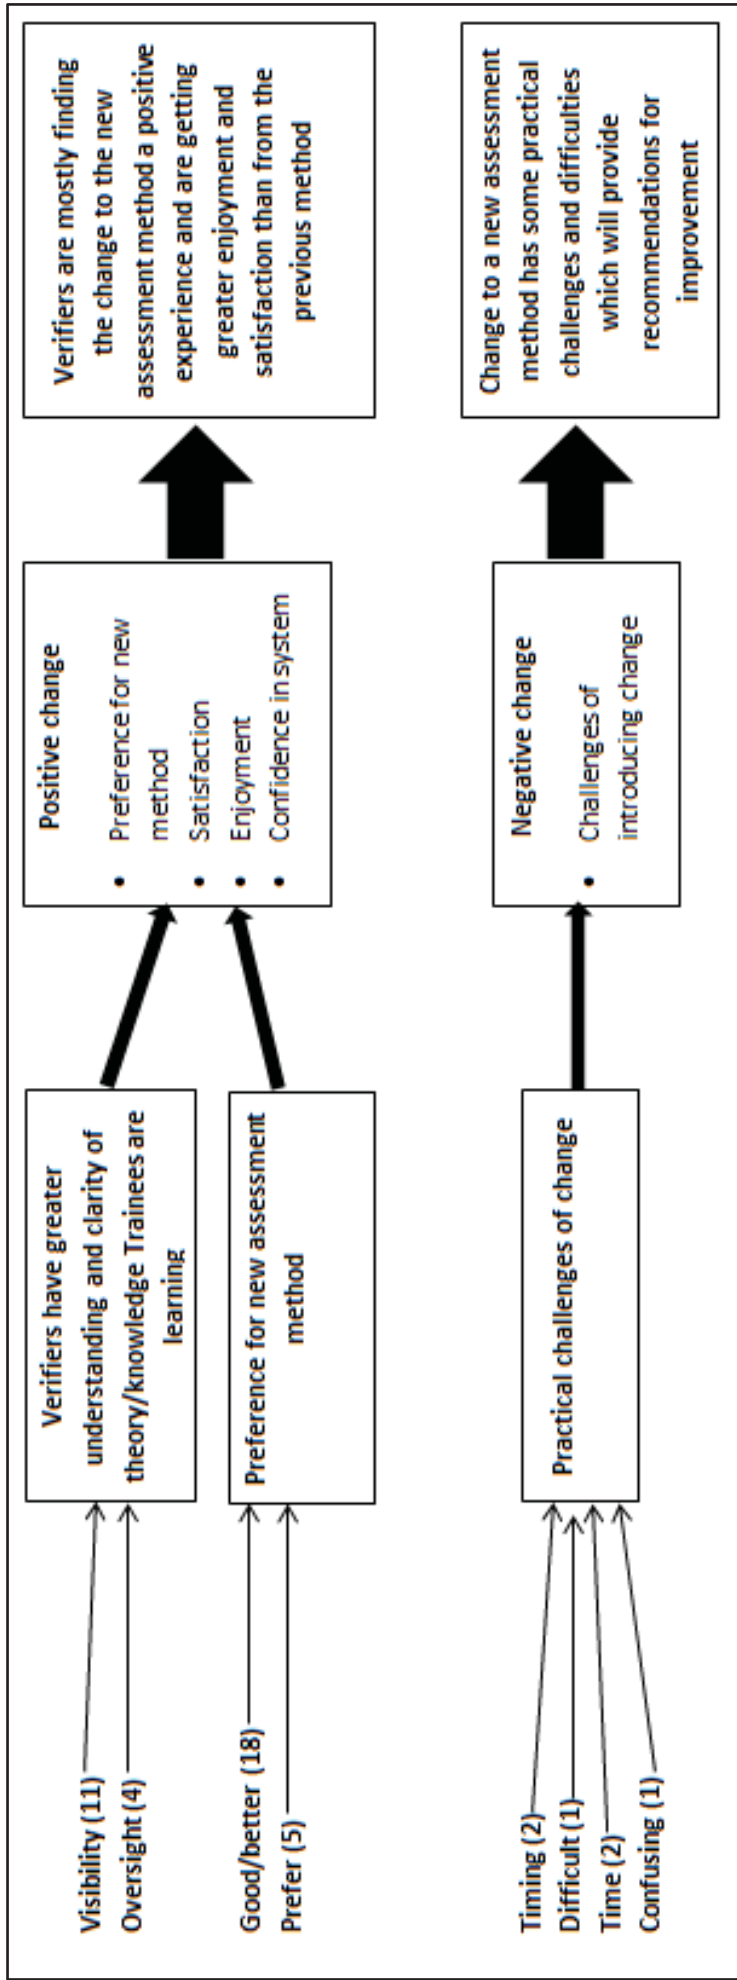 Visibility (11)
Oversight (4)
Good/better (18)
Prefer (5)
Timing (2)
Difficult (1)
Time (2)
Confusing (1)
Verifiers have greater
understanding and clarity of
theory/knowledge Trainees are
learning
Preference for new assessment
method
Practical challenges of change
Positive change
• Preference for new
method
• Satisfaction
• Enjoyment
• Confidence in system
Negative change
• Challenges of
introducing change
Verifiers are mostly finding
the change to the new
assessment method a positive
experience and are getting
greater enjoyment and
satisfaction than from the
previous method
Change to a new assessment
method has some practical
challenges and difficulties
which will provide
recommendations for
improvement